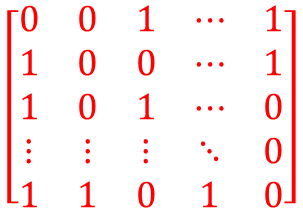 0 0 1 ⋯ 1
1 0 0 ⋯ 1
1 0 1 ⋯ 0
⋮ ⋮ ⋮ ⋱ 0
1 1 0 1 0